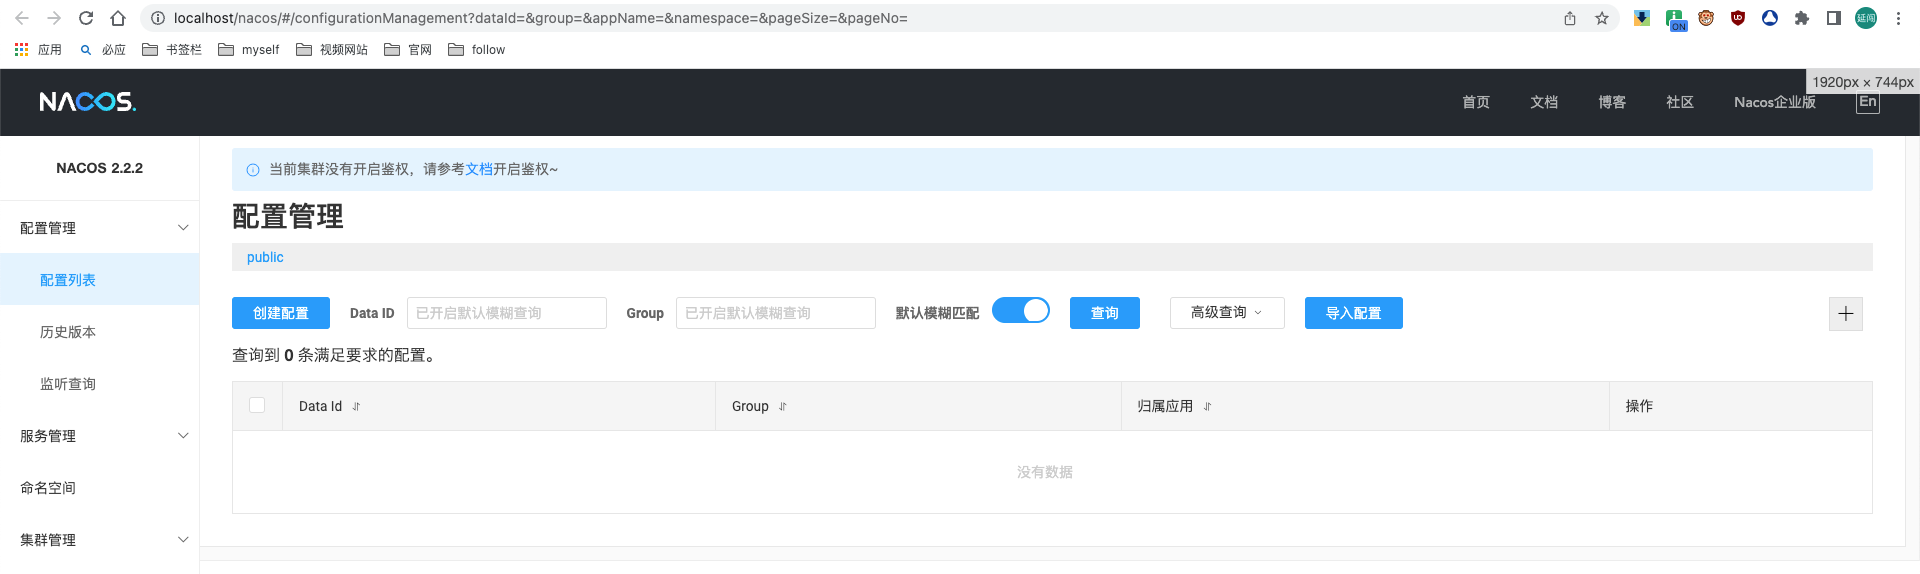 localhost/nacos/#/configurationManagement?dataId=&group=&appName=&namespace=&pageSize=&pageNo=
ON
延闯
应用 必应 书签栏 myself 视频网站 官网 follow
1920px × 744px
NACOS. 首页 文档 博客 社区 Nacos企业版 En
NACOS 2.2.2
配置管理
配置列表
历史版本
监听查询
服务管理
命名空间
集群管理
当前集群没有开启鉴权，请参考文档开启鉴权~
配置管理
public
创建配置 Data ID 已开启默认模糊查询 Group 已开启默认模糊查询 默认模糊匹配 查询 高级查询 导入配置
查询到 0 条满足要求的配置。
Data Id Group 归属应用 操作
没有数据